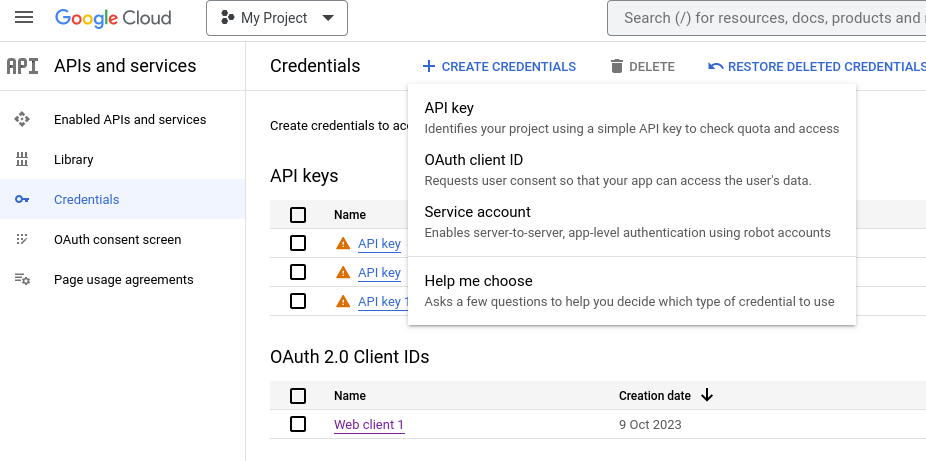 Google Cloud
My Project
Search (/) for resources, docs, products and
API
APIs and services
Credentials
CREATE CREDENTIALS
DELETE
RESTORE DELETED CREDENTIALS
Enabled APIs and services
Library
Credentials
OAuth consent screen
Page usage agreements
Create credentials to
API key
Identifies your project using a simple API key to check quota and access
OAuth client ID
Requests user consent so that your app can access the user's data.
Service account
Enables server-to-server, app-level authentication using robot accounts
Help me choose
Asks a few questions to help you decide which type of credential to use
API keys
Name
API key
API key
API key 1
OAuth 2.0 Client IDs
Name
Creation date
Web client 1
9 Oct 2023